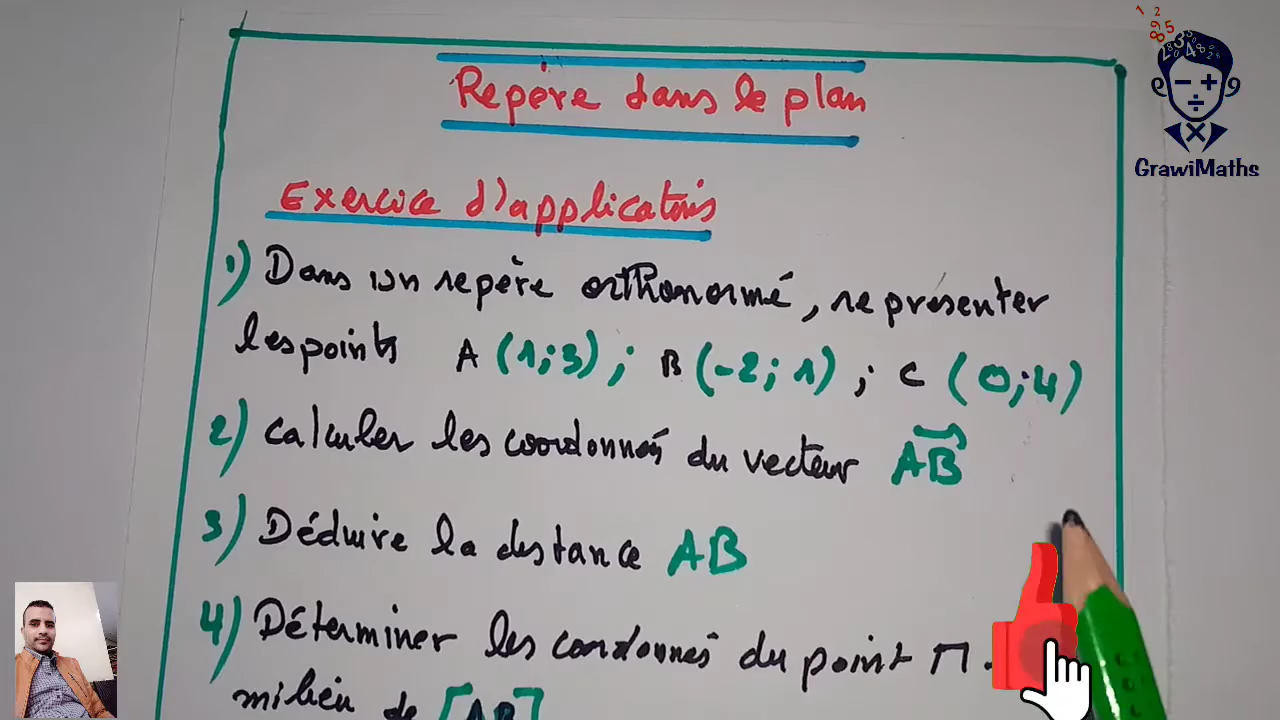 Repère dans le plan
Exercice d'application
1) Dans un repère orthonormé, représenter
les points A (1;3) ; B (-2; 1) ; C (0;4)
2) Calculer les coordonnés du vecteur AB
3) Déduire la distance AB
4) Déterminer les coordonnés du point M
milieu de [AB]
GrawiMaths